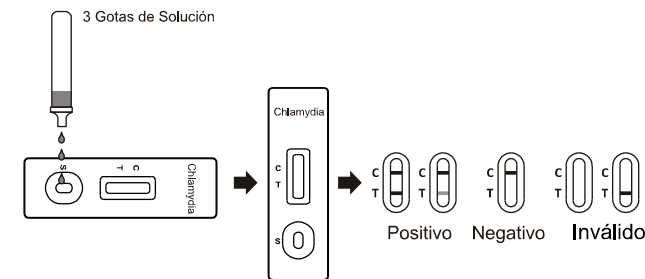 3 Gotas de Solución
S
T C
Chlamydia
Chlamydia
C
T
S
C C C C C
T T T T T
Positivo Negativo Inválido